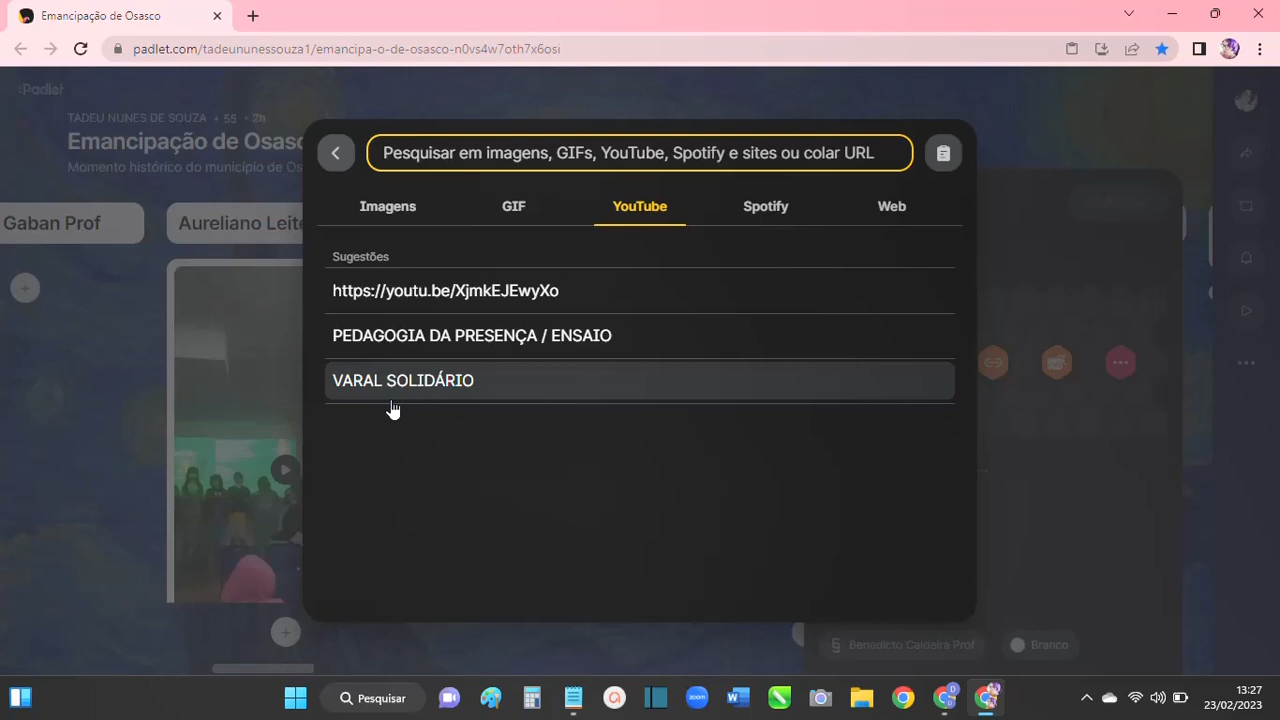 Emancipação de Osasco
padlet.com/tadeununessouza1/emancipa-o-de-osasco-n0vs4w7oth7x6osi
:Padlet
TADEU NUNES DE SOUZA + 55 • 2h
Emancipação de Osasc
Momento histórico do município de Os
Pesquisar em imagens, GIFs, YouTube, Spotify e sites ou colar URL
Imagens GIF YouTube Spotify Web
Gaban Prof
Aureliano Leite
Sugestões
https://youtu.be/XjmkEJEwyXo
PEDAGOGIA DA PRESENÇA / ENSAIO
VARAL SOLIDÁRIO
Benedicto Caldeira Prof
Branco
Pesquisar
zoom
13:27
23/02/2023